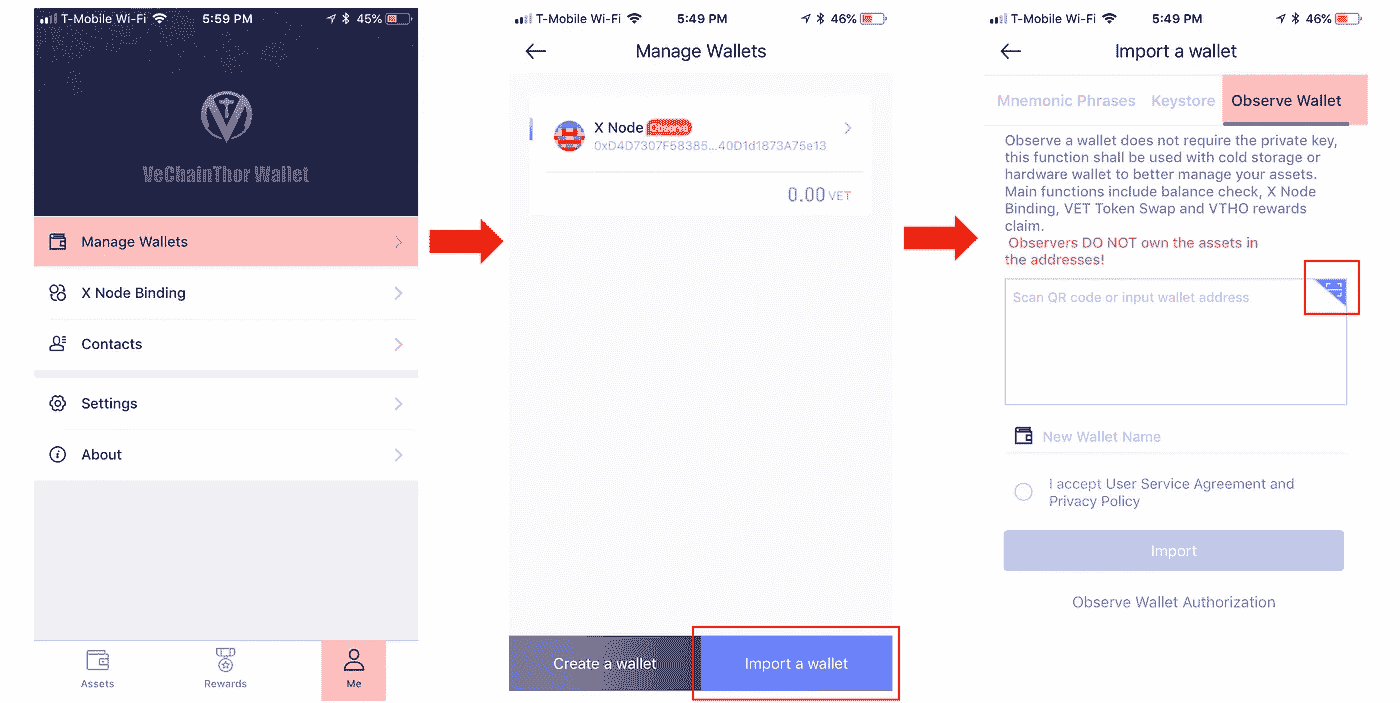 T-Mobile Wi-Fi 5:59 PM 45%
VeChainThor Wallet
Manage Wallets
X Node Binding
Contacts
Settings
About
Assets Rewards Me
T-Mobile Wi-Fi 5:49 PM 46%
Manage Wallets
X Node Observe
0xD4D7307F58385...40D1d1873A75e13
0.00 VET
Create a wallet Import a wallet
T-Mobile Wi-Fi 5:49 PM 46%
Import a wallet
Mnemonic Phrases Keystore Observe Wallet
Observe a wallet does not require the private key,
this function shall be used with cold storage or
hardware wallet to better manage your assets.
Main functions include balance check, X Node
Binding, VET Token Swap and VTHO rewards
claim.
Observers DO NOT own the assets in
the addresses!
Scan QR code or input wallet address
New Wallet Name
I accept User Service Agreement and
Privacy Policy
Import
Observe Wallet Authorization